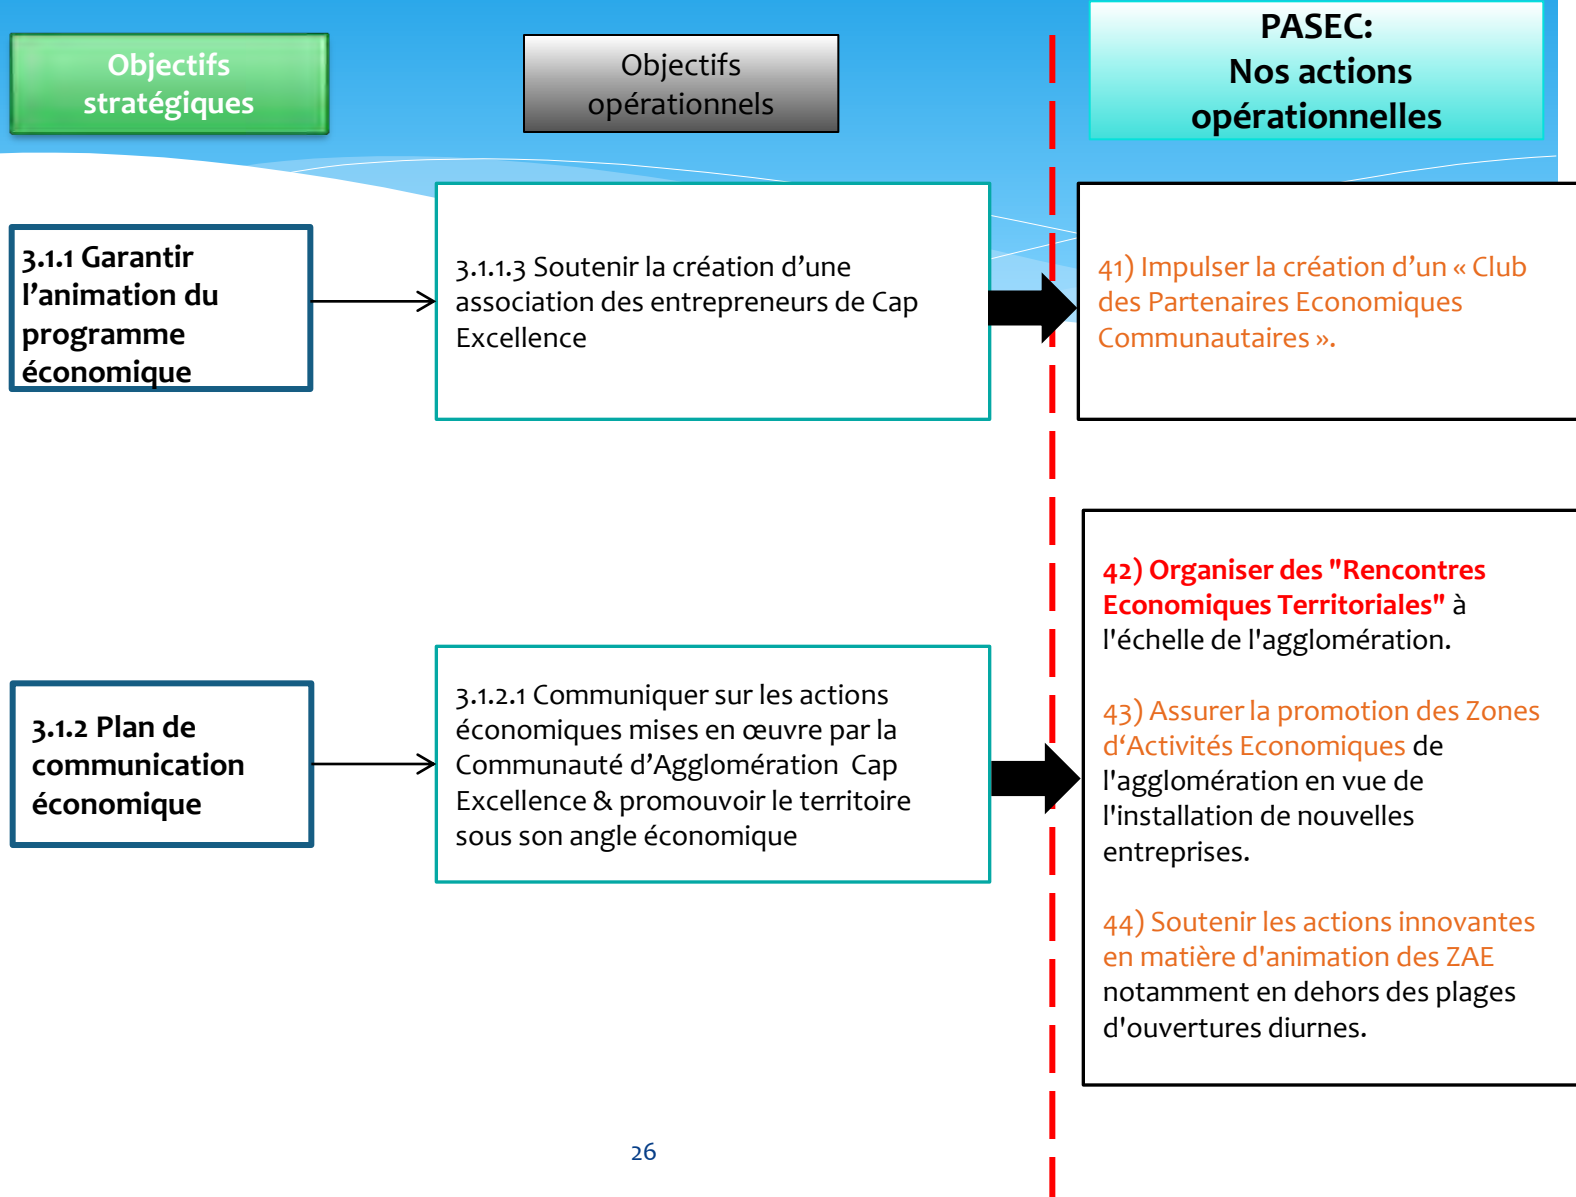 Objectifs
stratégiques
Objectifs
opérationnels
PASEC:
Nos actions
opérationnelles
3.1.1 Garantir
l’animation du
programme
économique
3.1.1.3 Soutenir la création d’une
association des entrepreneurs de Cap
Excellence
41) Impulser la création d’un « Club
des Partenaires Economiques
Communautaires ».
3.1.2 Plan de
communication
économique
3.1.2.1 Communiquer sur les actions
économiques mises en œuvre par la
Communauté d’Agglomération  Cap
Excellence & promouvoir le territoire
sous son angle économique
42) Organiser des "Rencontres
Economiques Territoriales" à
l'échelle de l'agglomération.
43) Assurer la promotion des Zones
d‘Activités Economiques de
l'agglomération en vue de
l'installation de nouvelles
entreprises.
44) Soutenir les actions innovantes
en matière d'animation des ZAE
notamment en dehors des plages
d'ouvertures diurnes.
26